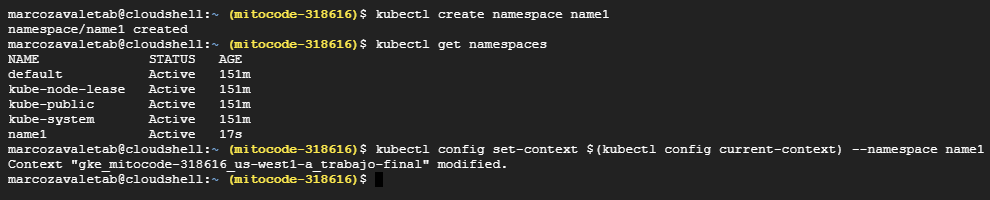 marcozavaletab@cloudshell:~ (mitocode-318616)$ kubectl create namespace name1
namespace/name1 created
marcozavaletab@cloudshell:~ (mitocode-318616)$ kubectl get namespaces
NAME              STATUS   AGE
default           Active   151m
kube-node-lease   Active   151m
kube-public       Active   151m
kube-system       Active   151m
name1             Active   17s
marcozavaletab@cloudshell:~ (mitocode-318616)$ kubectl config set-context $(kubectl config current-context) --namespace name1
Context "gke_mitocode-318616_us-west1-a_trabajo-final" modified.
marcozavaletab@cloudshell:~ (mitocode-318616)$